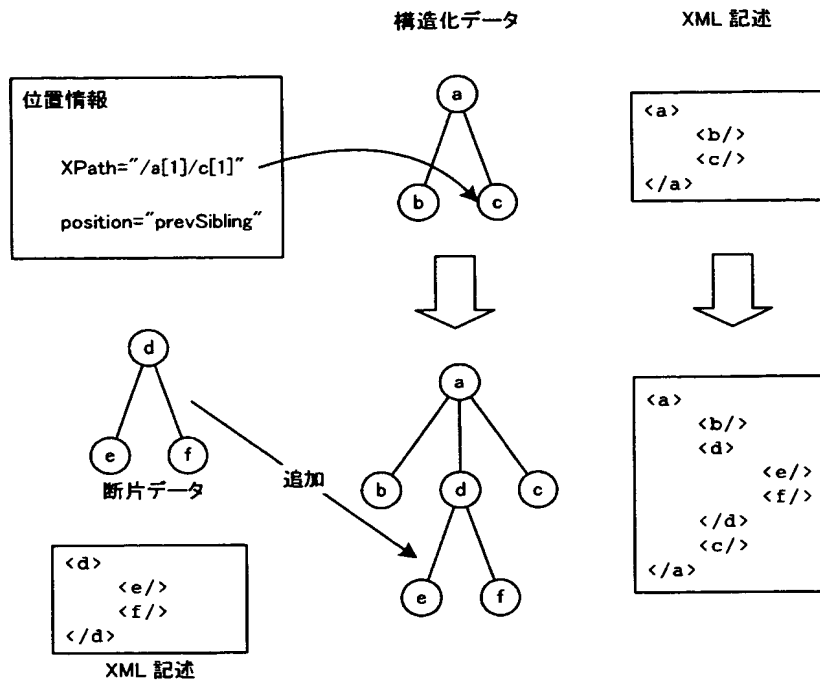 構造化データ
XML 記述
位置情報
XPath="/a[1]/c[1]"
position="prevSibling"
a
b
c
<a>
<b/>
<c/>
</a>
d
e
f
断片データ
追加
a
b
d
c
e
f
<a>
<b/>
<d>
<e/>
<f/>
</d>
<c/>
</a>
<d>
<e/>
<f/>
</d>
XML 記述